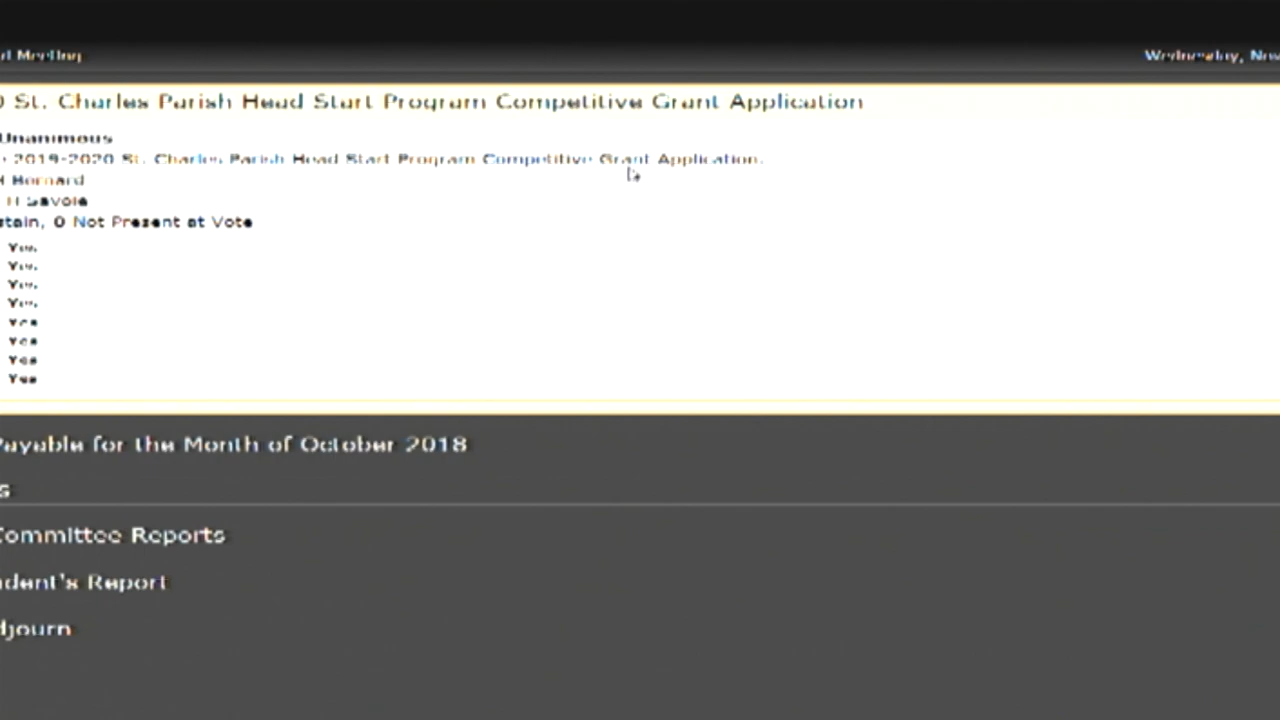 d Meeting
Wednesday, Nov
0 St. Charles Parish Head Start Program Competitive Grant Application
Unanimous
2019-2020 St. Charles Parish Head Start Program Competitive Grant Application.
H Bernard
H Savoie
stain, 0 Not Present at Vote
Yes
Yes
Yes
Yes
Yes
Yes
Yes
Yes
Payable for the Month of October 2018
s
Committee Reports
ndent's Report
djourn